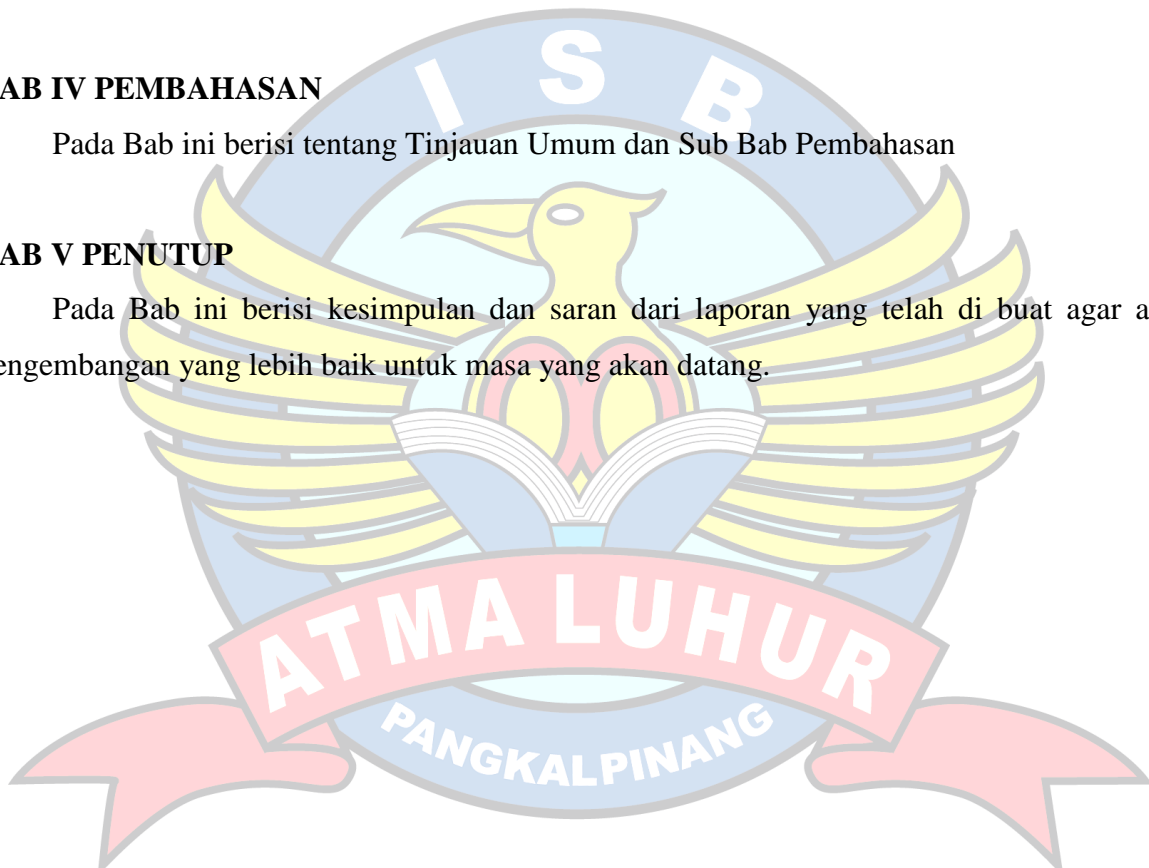 AB IV PEMBAHASAN
Pada Bab ini berisi tentang Tinjauan Umum dan Sub Bab Pembahasan
AB V PENUTUP
Pada Bab ini berisi kesimpulan dan saran dari laporan yang telah di buat agar a
engembangan yang lebih baik untuk masa yang akan datang.
I S B
ATMA LUHUR
PANGKALPINANG